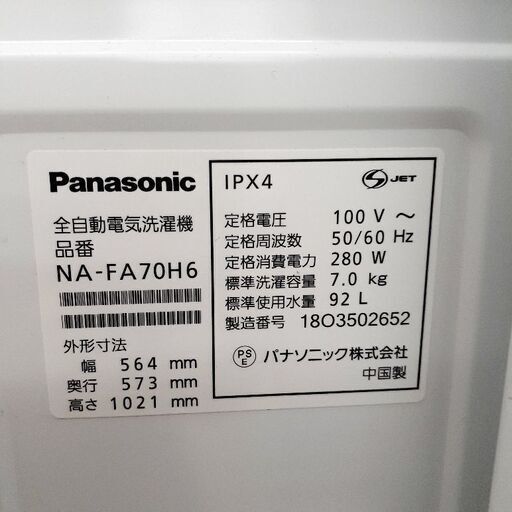 Panasonic
全自動電気洗濯機
品番
NA-FA70H6
外形寸法
幅 564 mm
奥行 573 mm
高さ 1021 mm
IPX4
S JET
定格電圧 100 V ~
定格周波数 50/60 Hz
定格消費電力 280 W
標準洗濯容量 7.0 kg
標準使用水量 92 L
製造番号 18O3502652
PS
E
パナソニック株式会社
中国製